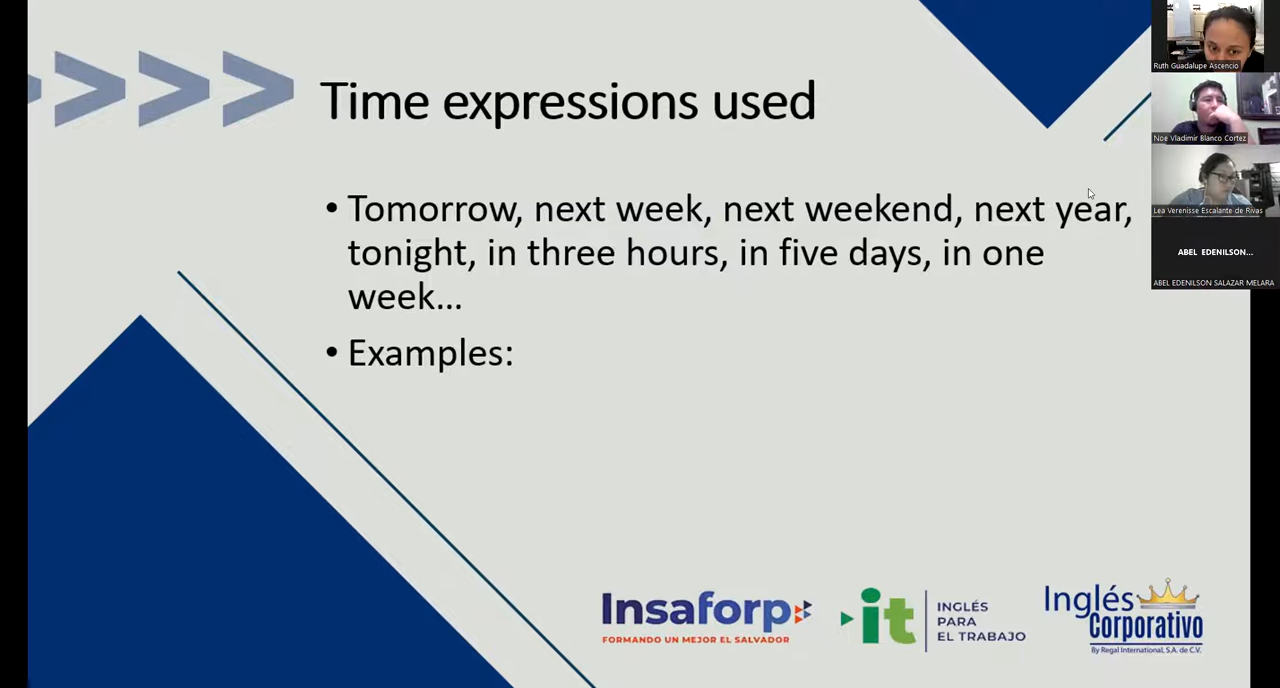 Time expressions used
• Tomorrow, next week, next weekend, next year,
tonight, in three hours, in five days, in one
week...
• Examples:
Ruth Guadalupe Ascencio
Noe Vladimir Blanco Cortez
Lea Verenisse Escalante de Rivas
ABEL EDENILSON...
ABEL EDENILSON SALAZAR MELARA
Insaforp
FORMANDO UN MEJOR EL SALVADOR
it
INGLÉS
PARA
EL TRABAJO
Inglés
Corporativo
By Regal International, S.A. de C.V.